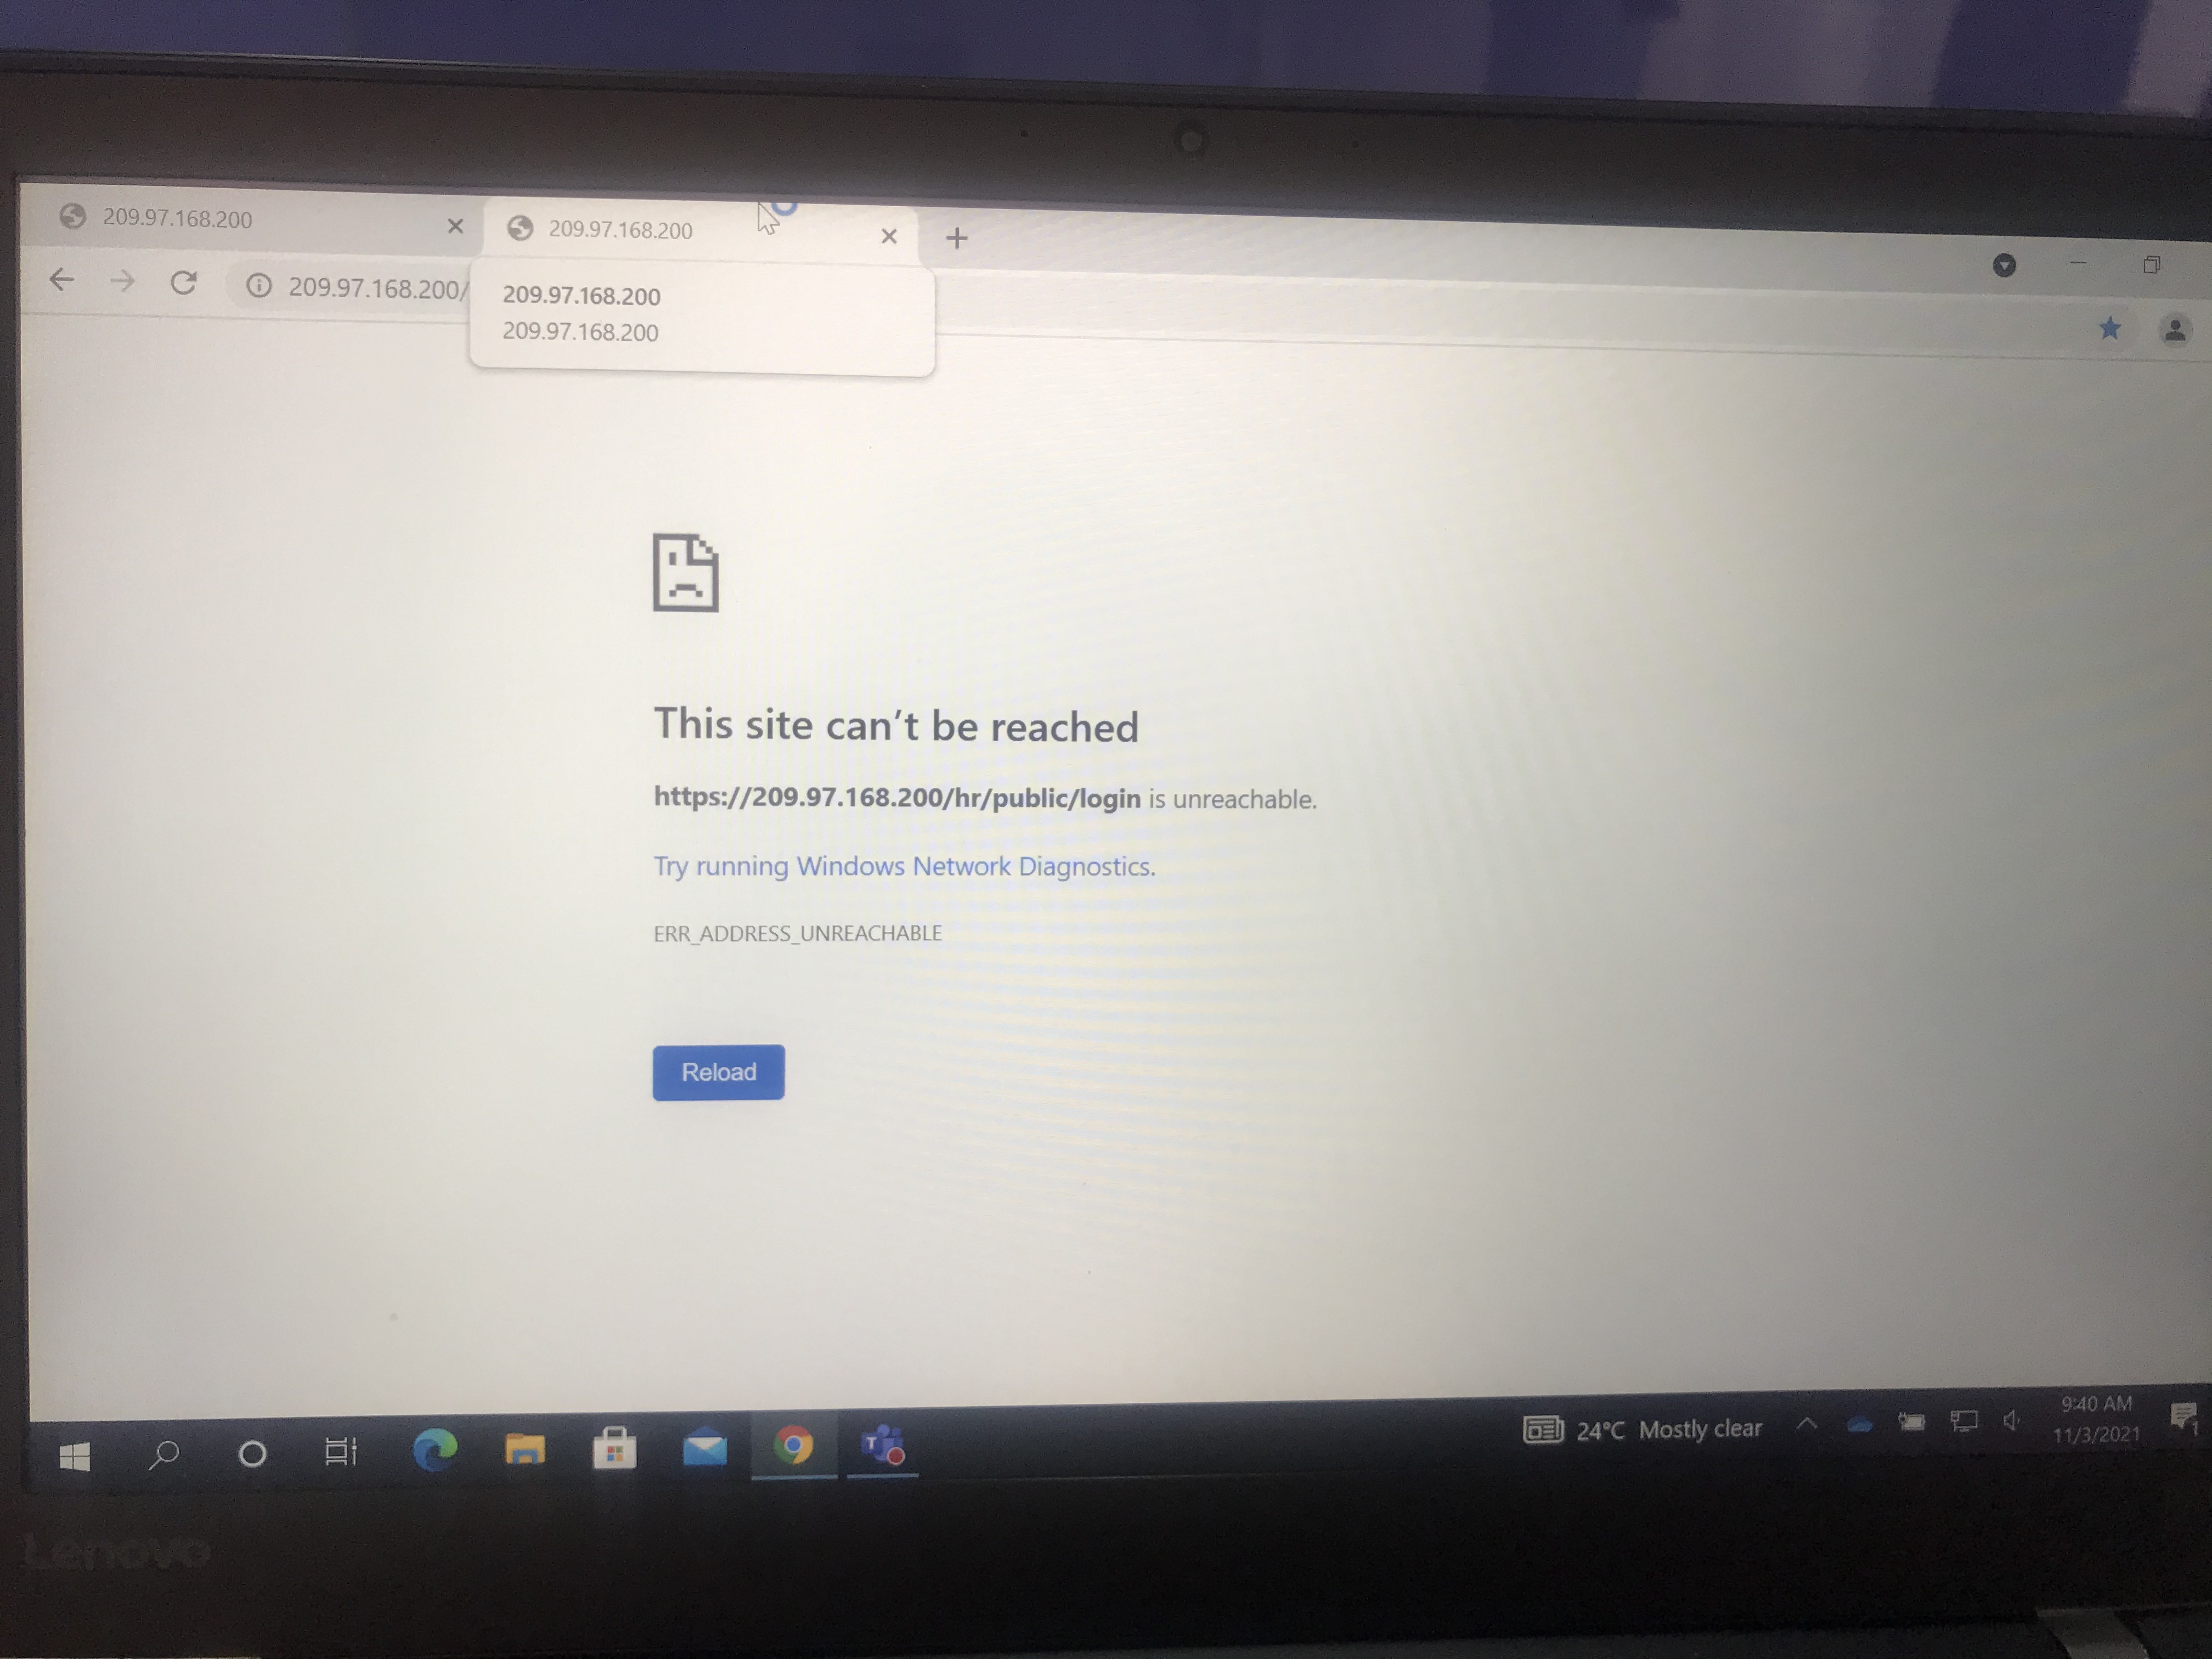 209.97.168.200
209.97.168.200
209.97.168.200/
209.97.168.200
209.97.168.200
This site can't be reached
https://209.97.168.200/hr/public/login is unreachable.
Try running Windows Network Diagnostics.
ERR_ADDRESS_UNREACHABLE
Reload
24°C Mostly clear
9:40 AM
11/3/2021
1
T
Lenovo